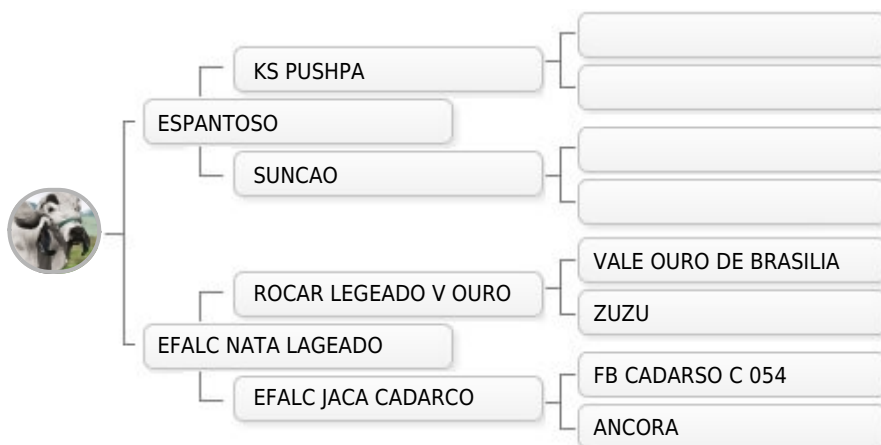 KS PUSHPA
ESPANTOSO
SUNCAO
VALE OURO DE BRASILIA
ROCAR LEGEADO V OURO
ZUZU
EFALC NATA LAGEADO
FB CADARSO C 054
EFALC JACA CADARCO
ANCORA